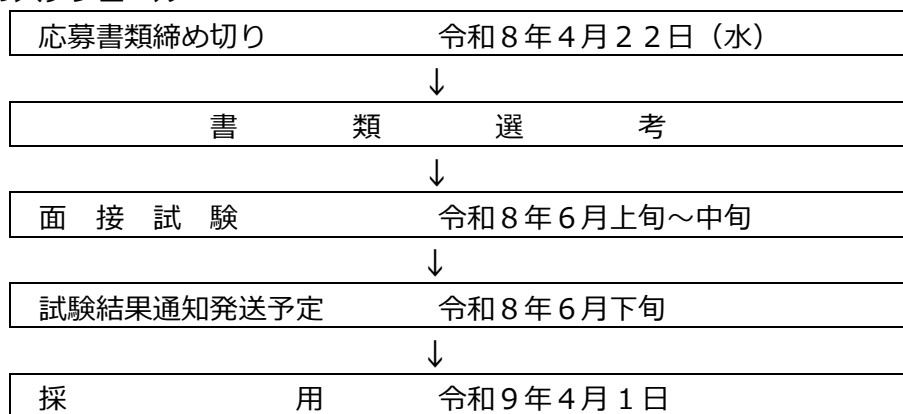 応募書類締め切り　令和８年４月２２日（水）
↓
書　類　選　考
↓
面　接　試　験　令和８年６月上旬～中旬
↓
試験結果通知発送予定　令和８年６月下旬
↓
採　用　令和９年４月１日